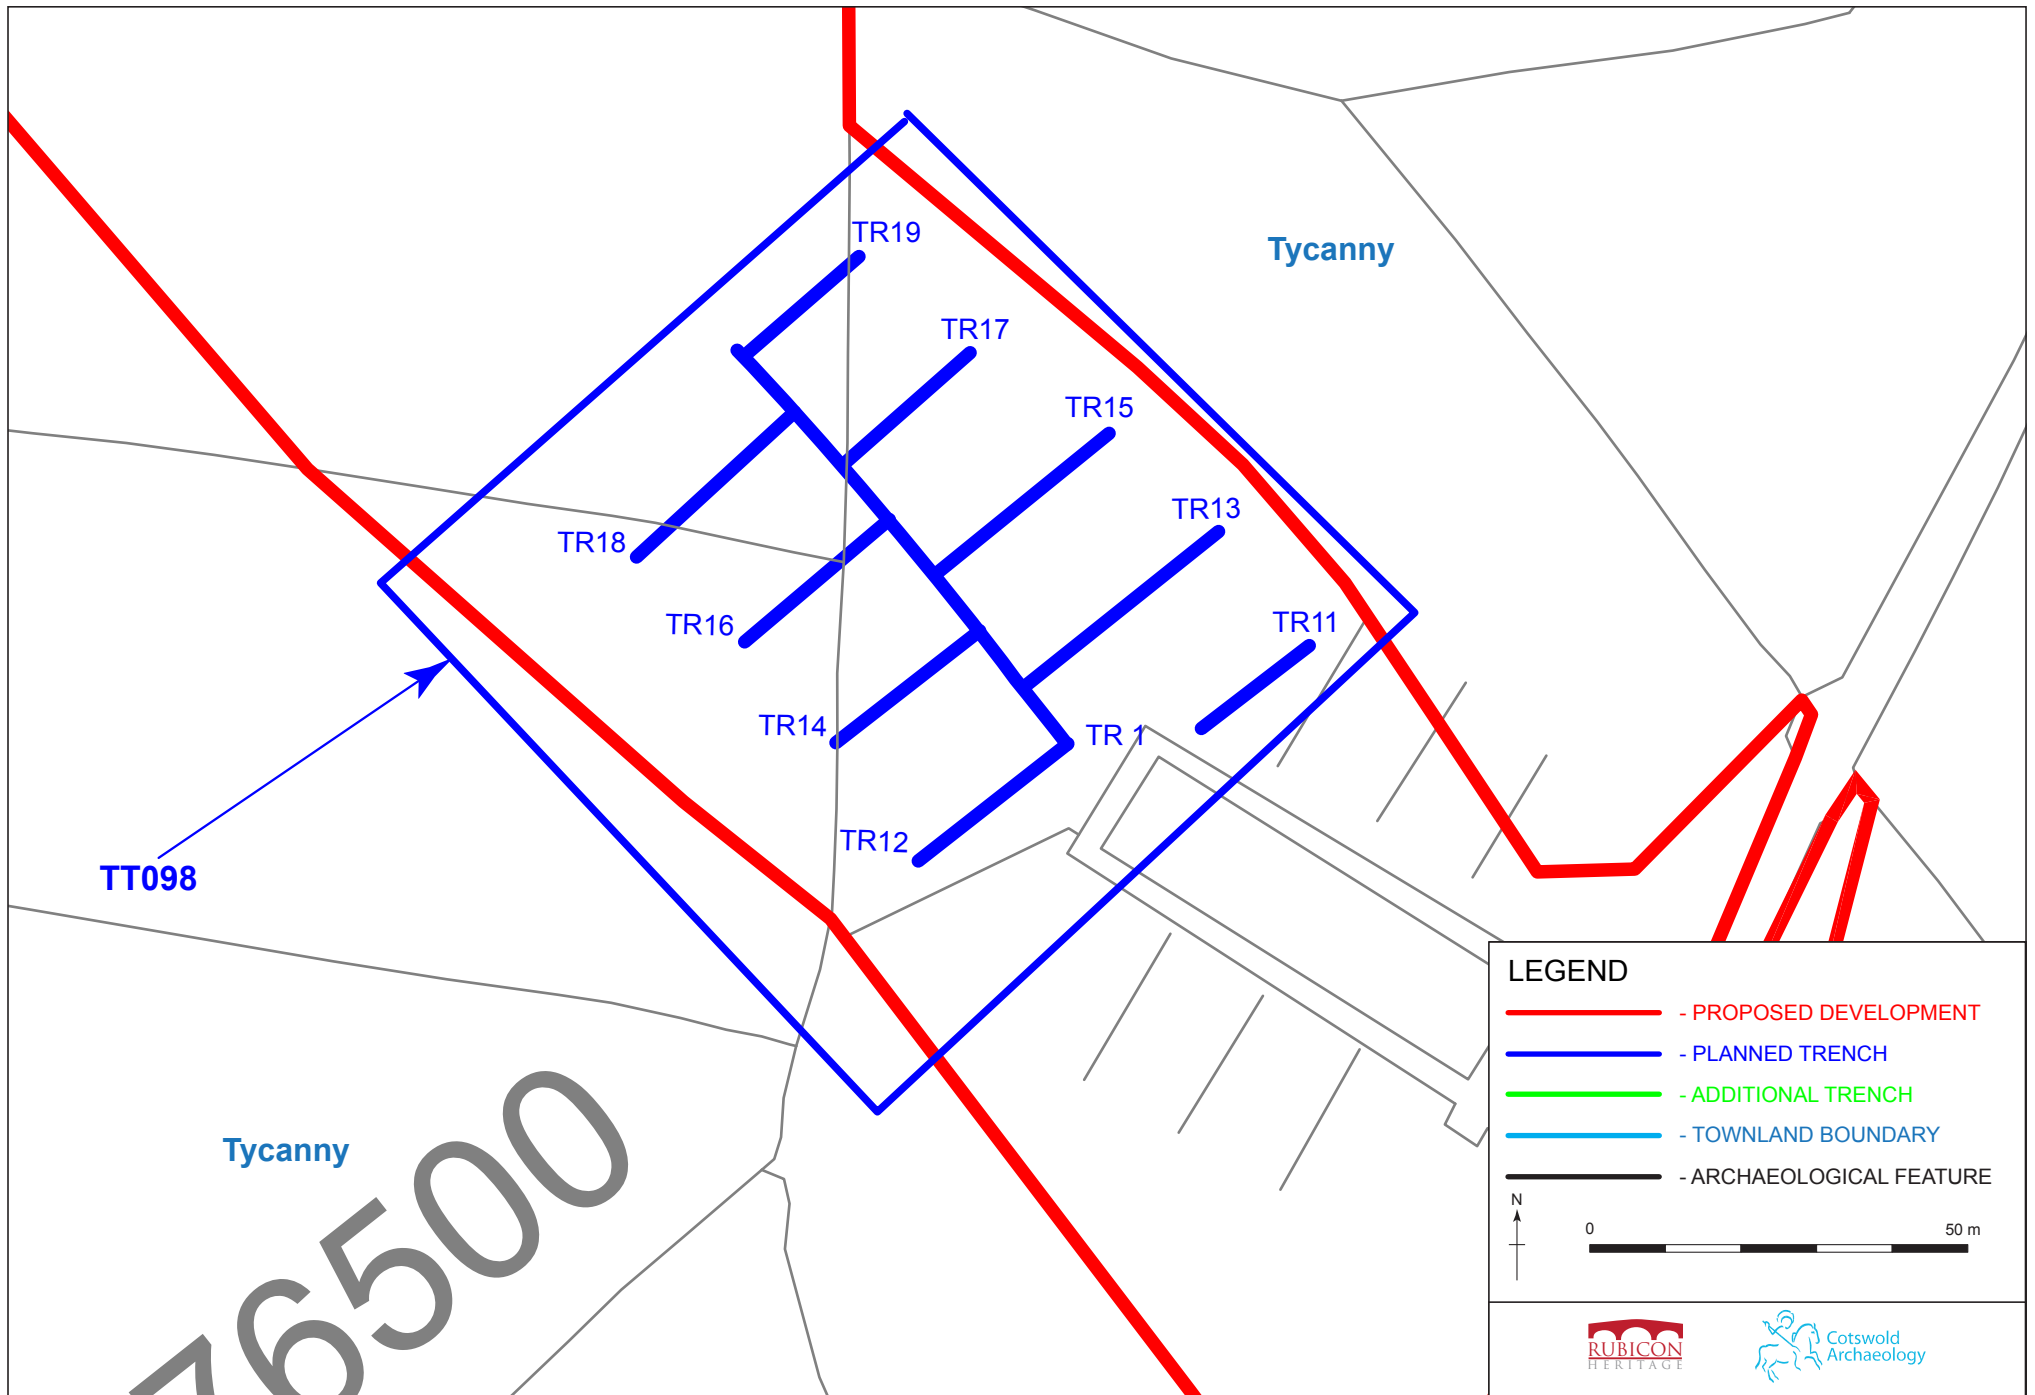 TR19
Tycanny
TR17
TR15
TR13
TR18
TR16
TR11
TR14
TR 1
TR12
TT098
Tycanny
76500
LEGEND
- PROPOSED DEVELOPMENT
- PLANNED TRENCH
- ADDITIONAL TRENCH
- TOWNLAND BOUNDARY
- ARCHAEOLOGICAL FEATURE
N
0 50 m
RUBICON
HERITAGE
Cotswold
Archaeology